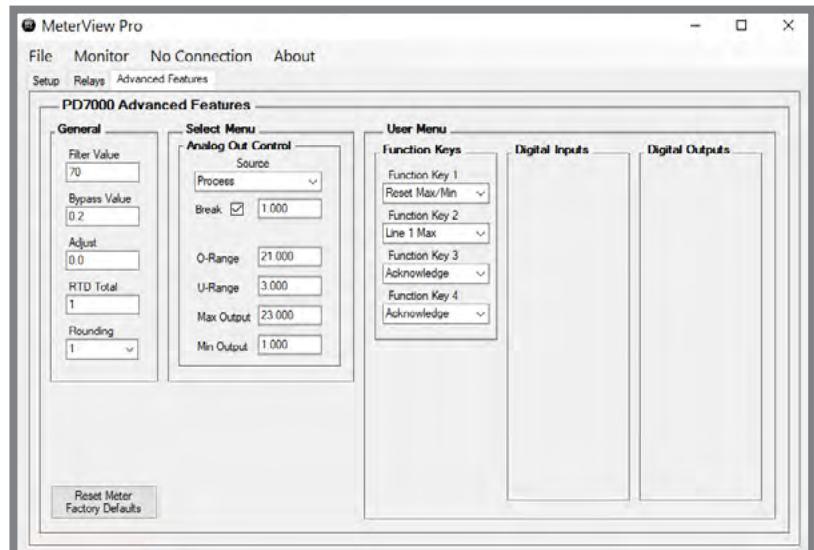 MeterView Pro
File Monitor No Connection About
Setup Relays Advanced Features
PD7000 Advanced Features
General
Filter Value
70
Bypass Value
0.2
Adjust
0.0
RTD Total
1
Rounding
1
Select Menu
Analog Out Control
Source
Process
Break 1.000
O-Range 21.000
U-Range 3.000
Max Output 23.000
Min Output 1.000
User Menu
Function Keys
Function Key 1
Reset Max/Min
Function Key 2
Line 1 Max
Function Key 3
Acknowledge
Function Key 4
Acknowledge
Digital Inputs
Digital Outputs
Reset Meter
Factory Defaults